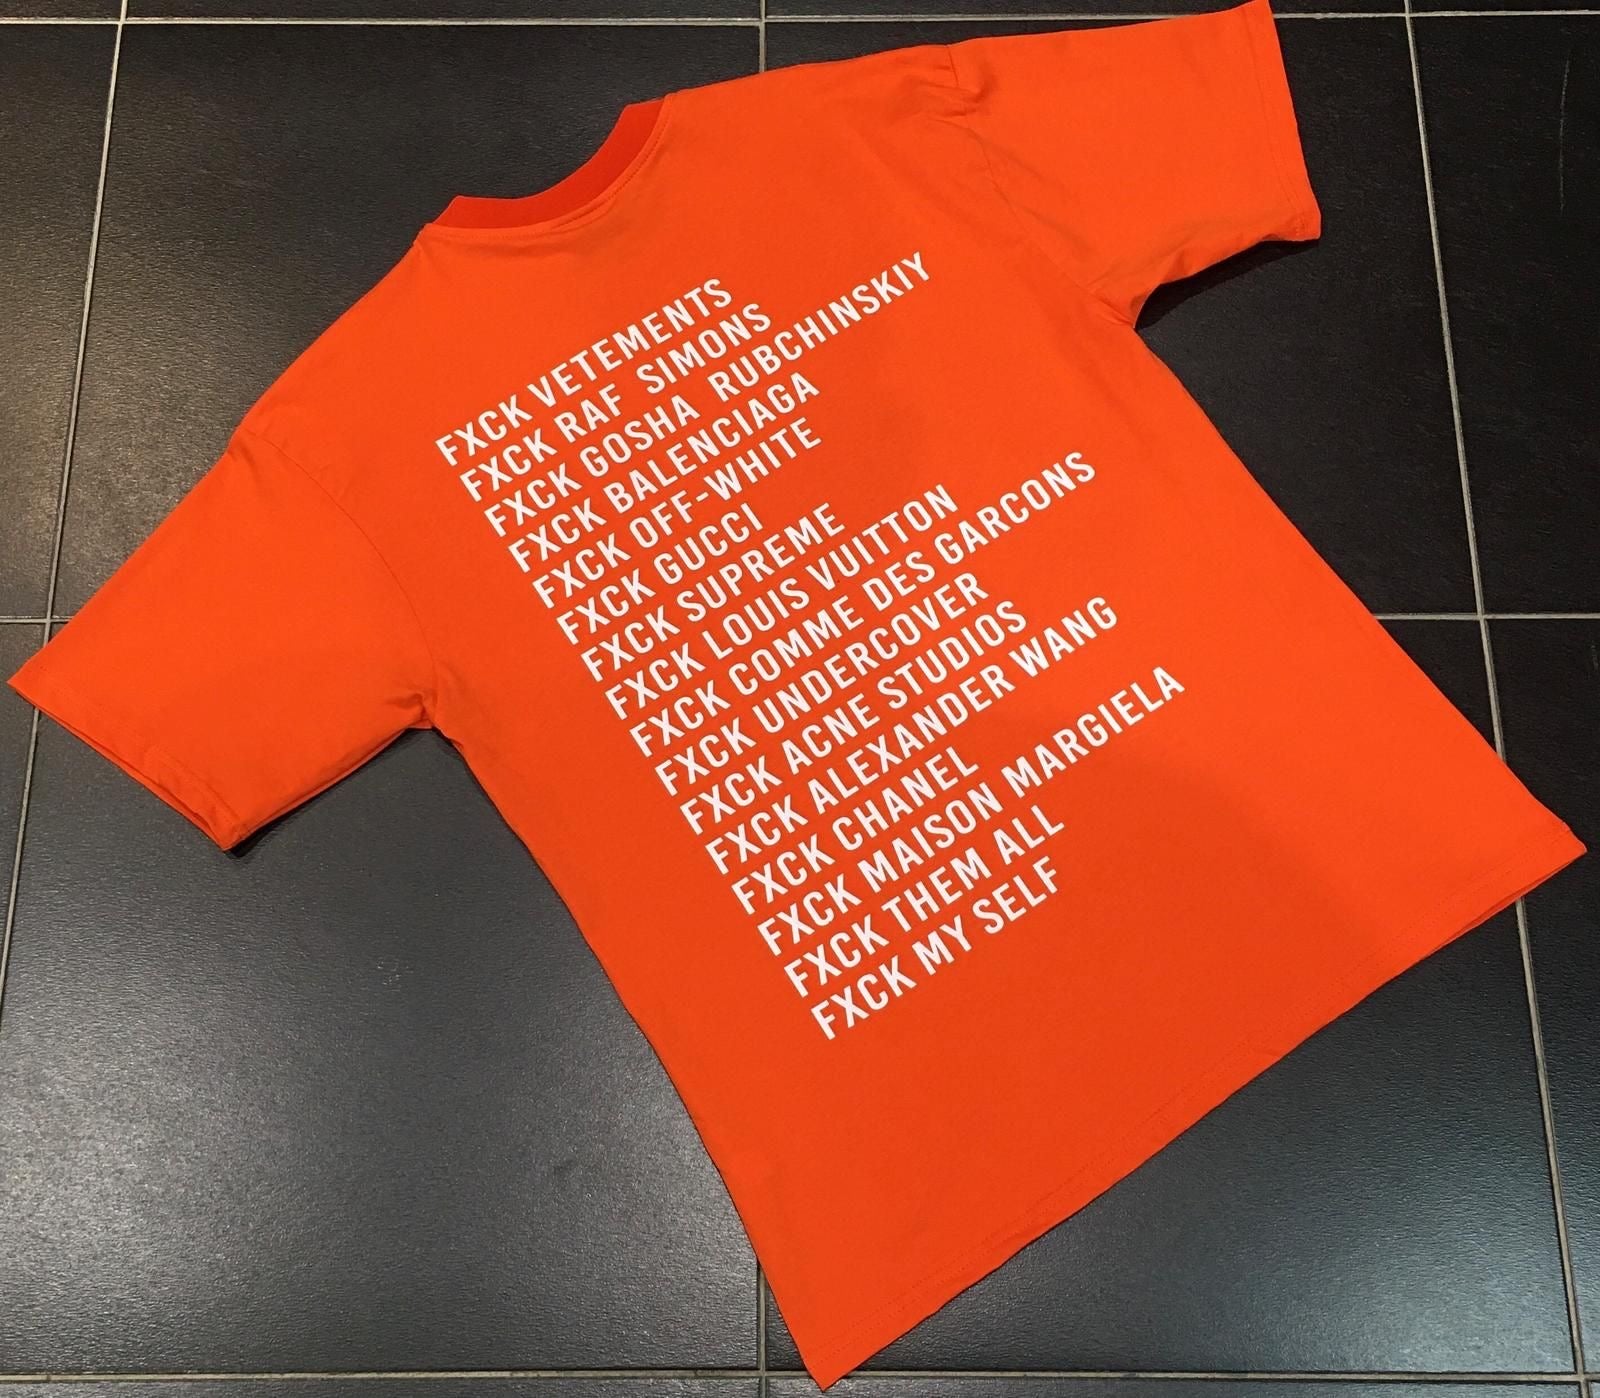 FXCK VETEMENTS
FXCK RAF SIMONS
FXCK GOSHA RUBCHINSKIY
FXCK BALENCIAGA
FXCK OFF-WHITE
FXCK GUCCI
FXCK SUPREME
FXCK LOUIS VUITTON
FXCK COMME DES GARCONS
FXCK UNDERCOVER
FXCK ACNE STUDIOS
FXCK ALEXANDER WANG
FXCK CHANEL
FXCK MAISON MARGIELA
FXCK THEM ALL
FXCK MY SELF